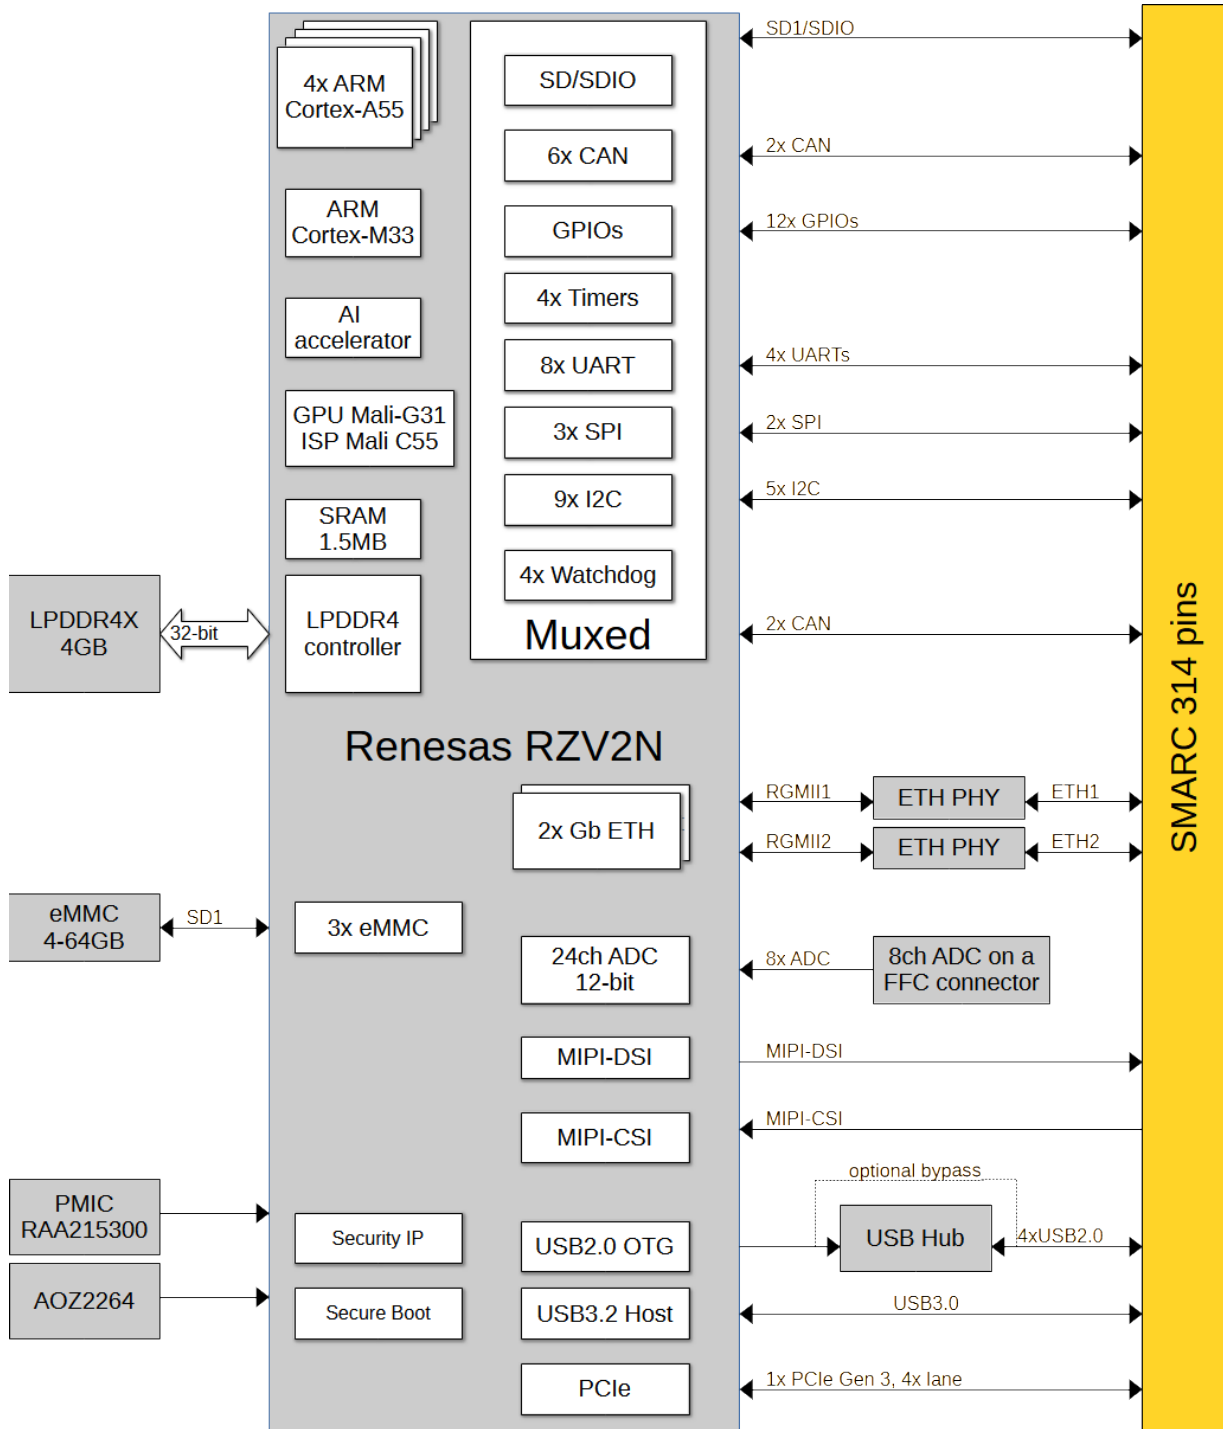 4x ARM
Cortex-A55
ARM
Cortex-M33
AI
accelerator
GPU Mali-G31
ISP Mali C55
SRAM
1.5MB
LPDDR4
controller
LPDDR4X
4GB
32-bit
SD/SDIO
6x CAN
GPIOs
4x Timers
8x UART
3x SPI
9x I2C
4x Watchdog
Muxed
SD1/SDIO
2x CAN
12x GPIOs
4x UARTs
2x SPI
5x I2C
2x CAN
Renesas RZV2N
2x Gb ETH
RGMII1
ETH PHY
ETH1
RGMII2
ETH PHY
ETH2
eMMC
4-64GB
SD1
3x eMMC
24ch ADC
12-bit
8x ADC
8ch ADC on a
FFC connector
MIPI-DSI
MIPI-DSI
MIPI-CSI
MIPI-CSI
PMIC
RAA215300
AOZ2264
Security IP
Secure Boot
USB2.0 OTG
optional bypass
USB Hub
4xUSB2.0
USB3.2 Host
USB3.0
PCIe
1x PCIe Gen 3, 4x lane
SMARC 314 pins